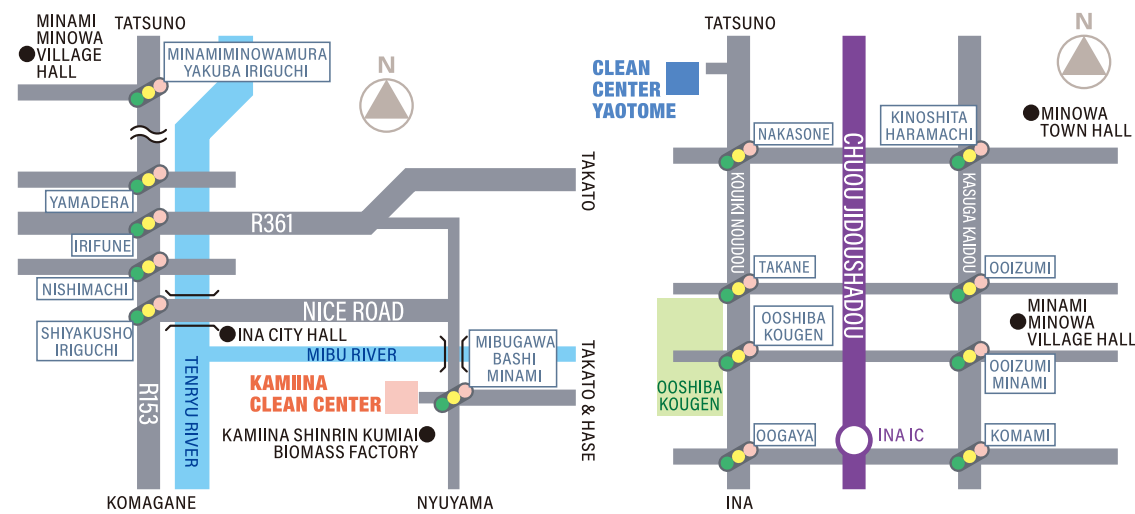 MINAMI
MINOWA
VILLAGE
HALL
TATSUNO
MINAMIMINOWAMURA
YAKUBA IRIGUCHI
N
YAMADERA
IRIFUNE
R361
TAKATO
NISHIMACHI
NICE ROAD
SHIYAKUSHO
IRIGUCHI
INA CITY HALL
MIBU RIVER
MIBUGAWA
BASHI
MINAMI
TAKATO & HASE
R153
TENRYU RIVER
KAMIINA
CLEAN CENTER
KAMIINA SHINRIN KUMIAI
BIOMASS FACTORY
KOMAGANE
NYUYAMA
TATSUNO
N
CLEAN
CENTER
YAOTOME
NAKASONE
KINOSHITA
HARAMACHI
MINOWA
TOWN HALL
KOUIKI NOUDOU
CHUOU JIDOUSHADOU
KASUGA KAIDOU
TAKANE
OOIZUMI
OOSHIBA
KOUGEN
MINAMI
MINOWA
VILLAGE HALL
OOSHIBA
KOUGEN
OOIZUMI
MINAMI
OOGAYA
INA IC
KOMAMI
INA